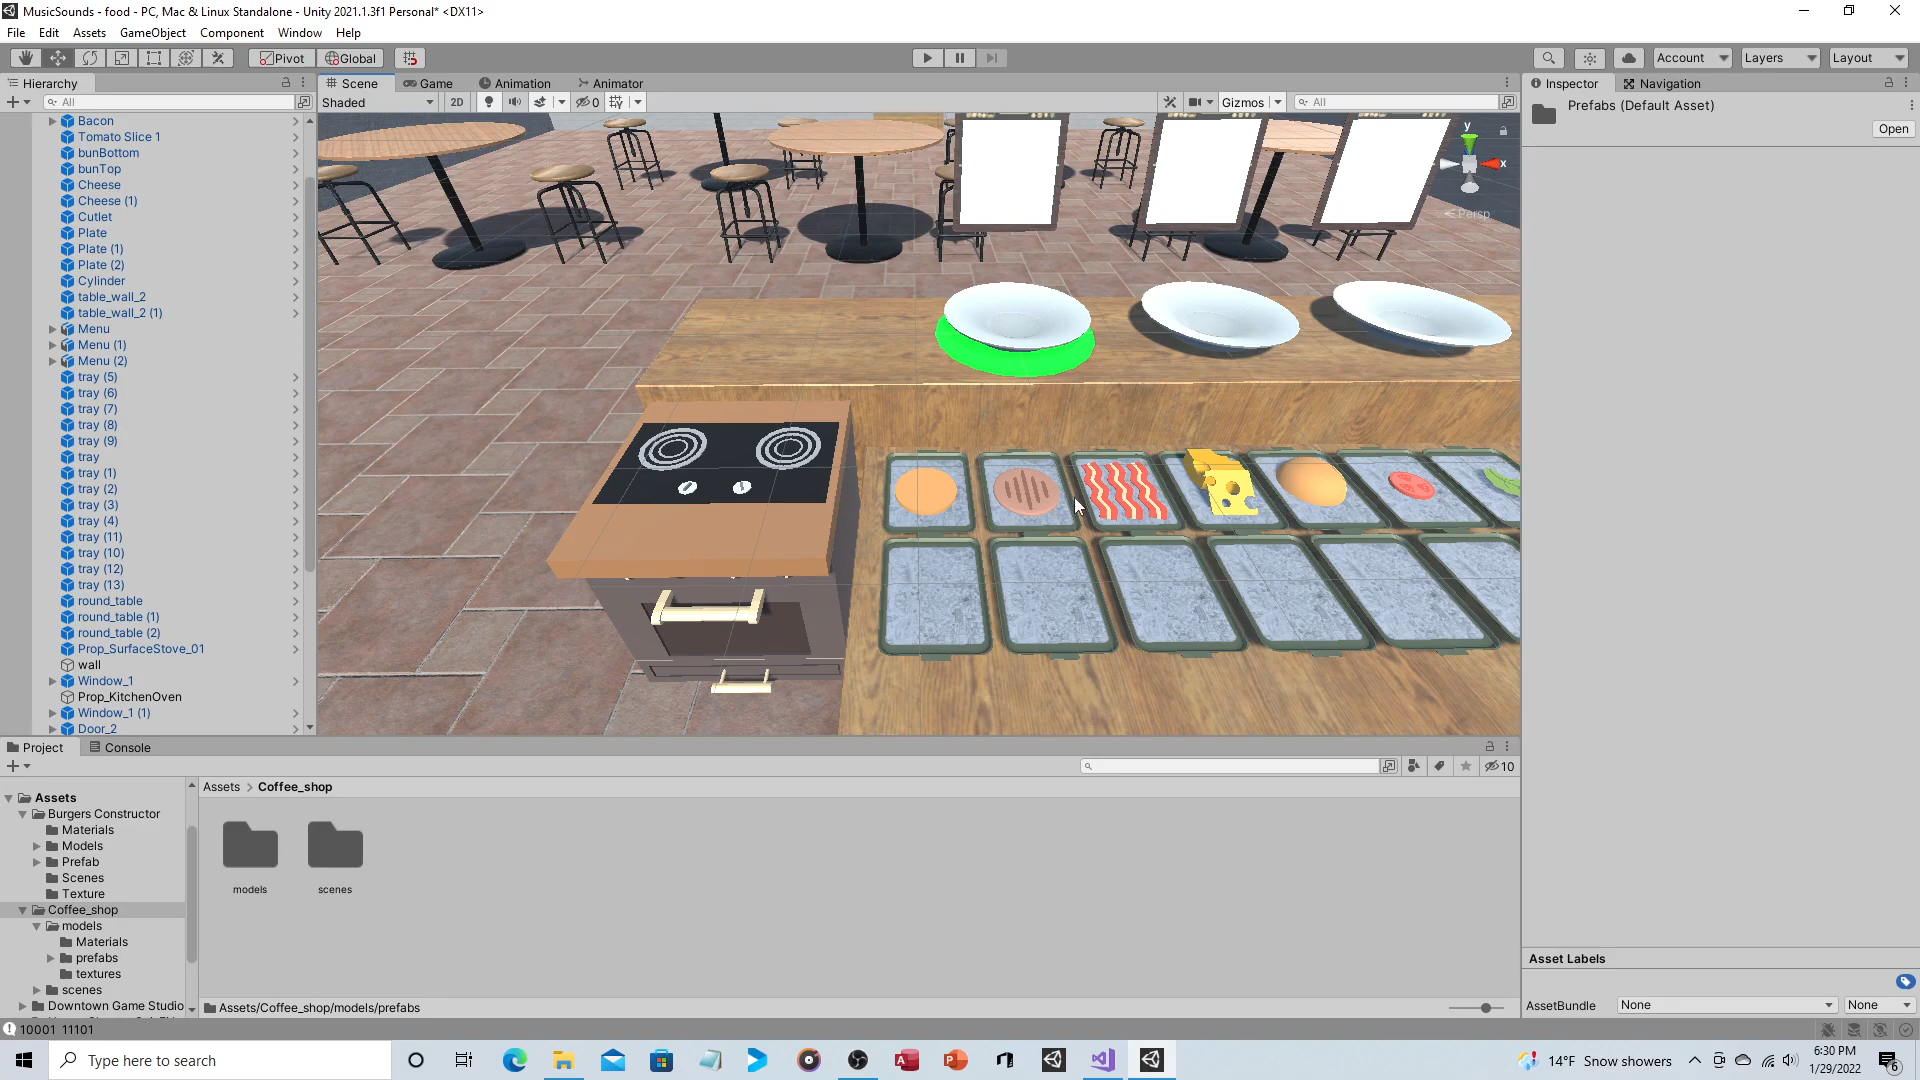 MusicSounds - food - PC, Mac & Linux Standalone - Unity 2021.1.3f1 Personal* <DX11>
File Edit Assets GameObject Component Window Help
Pivot Global Account Layers Layout
Hierarchy Scene Game Animation Animator Inspector Navigation
All Shaded 2D 0 Gizmos All
Prefabs (Default Asset)
Open
y
x
Persp
Bacon
Tomato Slice 1
bunBottom
bunTop
Cheese
Cheese (1)
Cutlet
Plate
Plate (1)
Plate (2)
Cylinder
table_wall_2
table_wall_2 (1)
Menu
Menu (1)
Menu (2)
tray (5)
tray (6)
tray (7)
tray (8)
tray (9)
tray
tray (1)
tray (2)
tray (3)
tray (4)
tray (11)
tray (10)
tray (12)
tray (13)
round_table
round_table (1)
round_table (2)
Prop_SurfaceStove_01
wall
Window_1
Prop_KitchenOven
Window_1 (1)
Door_2
Project Console
10
Assets
Burgers Constructor
Materials
Models
Prefab
Scenes
Texture
Coffee_shop
models
Materials
prefabs
textures
scenes
Downtown Game Studio
Assets > Coffee_shop
models scenes
Assets/Coffee_shop/models/prefabs
Asset Labels
AssetBundle None None
10001 11101
Type here to search
14°F Snow showers
6:30 PM
1/29/2022
6